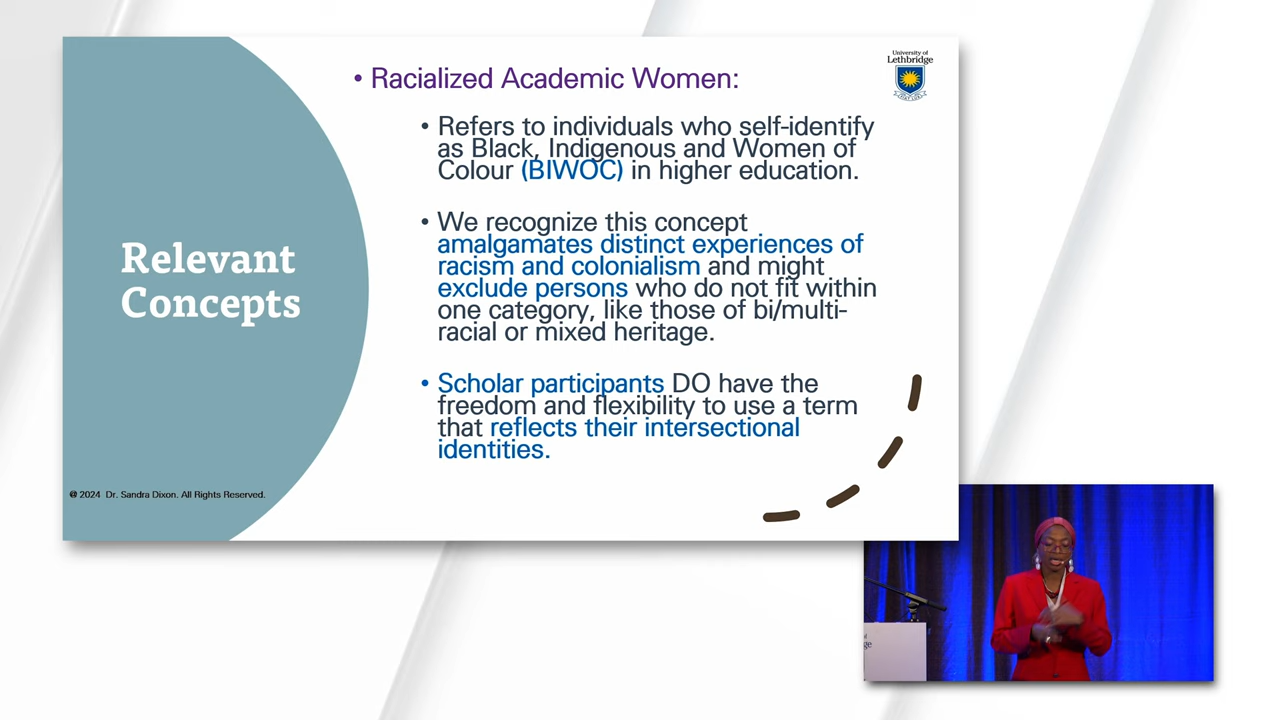 Relevant
Concepts
@ 2024 Dr. Sandra Dixon. All Rights Reserved.
• Racialized Academic Women:
• Refers to individuals who self-identify
as Black, Indigenous and Women of
Colour (BIWOC) in higher education.
• We recognize this concept
amalgamates distinct experiences of
racism and colonialism and might
exclude persons who do not fit within
one category, like those of bi/multi-
racial or mixed heritage.
• Scholar participants DO have the
freedom and flexibility to use a term
that reflects their intersectional
identities.
University of
Lethbridge